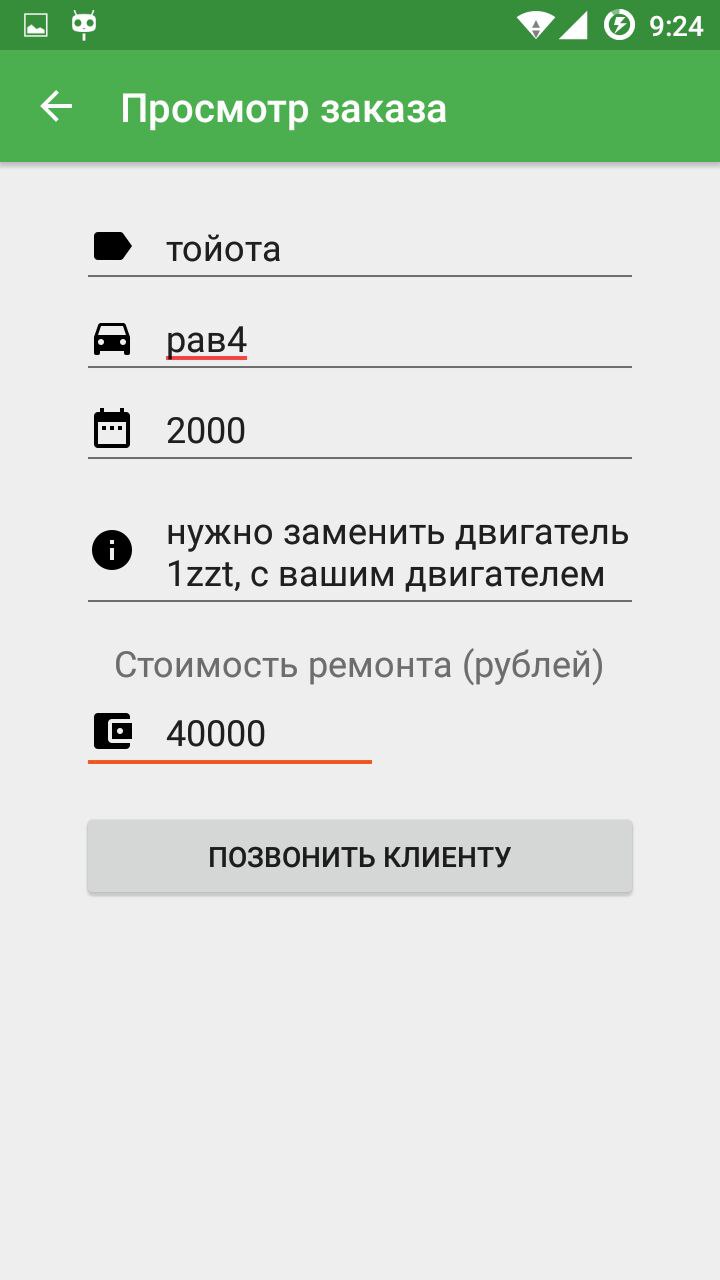 9:24
Просмотр заказа
тойота
рав4
2000
нужно заменить двигатель
1zzt, с вашим двигателем
Стоимость ремонта (рублей)
40000
ПОЗВОНИТЬ КЛИЕНТУ